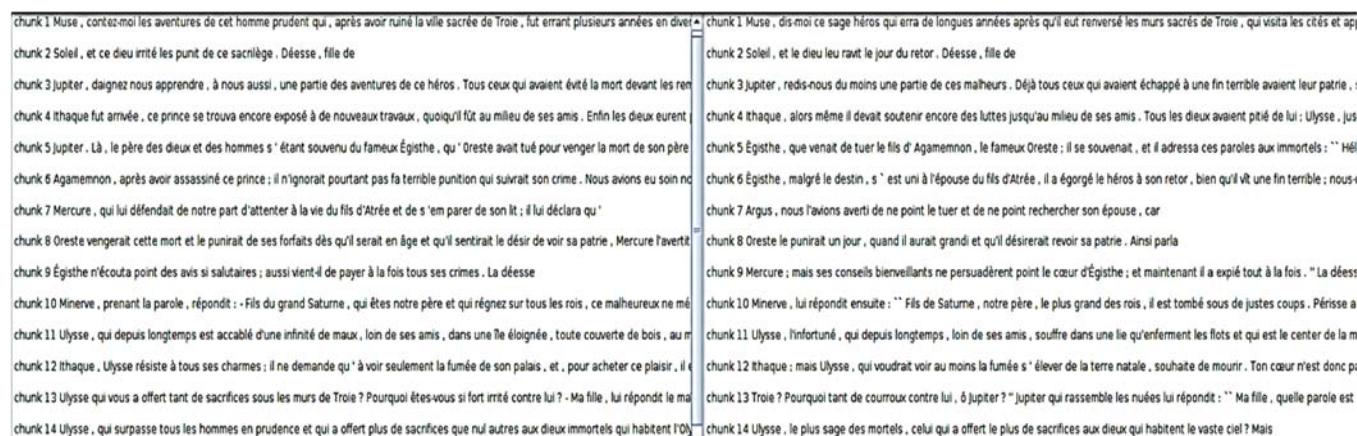 chunk 1 Muse , contez-moi les aventures de cet homme prudent qui , après avoir ruiné la ville sacrée de Troie , fut errant plusieurs années en diver
chunk 2 Soleil , et ce dieu irrité les punit de ce sacrilège . Déesse , fille de
chunk 3 Jupiter , daignez nous apprendre , à nous aussi , une partie des aventures de ce héros . Tous ceux qui avaient évité la mort devant les rem
chunk 4 Ithaque fut arrivée , ce prince se trouva encore exposé à de nouveaux travaux , quoiqu'il fût au milieu de ses amis . Enfin les dieux eurent
chunk 5 Jupiter . Là , le père des dieux et des hommes s ' étant souvenu du fameux Égisthe , qu ' Oreste avait tué pour venger la mort de son père
chunk 6 Agamemnon , après avoir assassiné ce prince ; il n'ignorait pourtant pas fa terrible punition qui suivrait son crime . Nous avions eu soin no
chunk 7 Mercure , qui lui défendait de notre part d'attenter à la vie du fils d'Atrée et de s 'em parer de son lit ; il lui déclara qu '
chunk 8 Oreste vengerait cette mort et le punirait de ses forfaits dès qu'il serait en âge et qu'il sentirait le désir de voir sa patrie , Mercure l'avertit
chunk 9 Égisthe n'écouta point des avis si salutaires ; aussi vient-il de payer à la fois tous ses crimes . La déesse
chunk 10 Minerve , prenant la parole , répondit : - Fils du grand Saturne , qui êtes notre père et qui régnez sur tous les rois , ce malheureux ne mé
chunk 11 Ulysse , qui depuis longtemps est accablé d'une infinité de maux , loin de ses amis , dans une île éloignée , toute couverte de bois , au m
chunk 12 Ithaque , Ulysse résiste à tous ses charmes ; il ne demande qu ' à voir seulement la fumée de son palais , et , pour acheter ce plaisir , il e
chunk 13 Ulysse qui vous a offert tant de sacrifices sous les murs de Troie ? Pourquoi êtes-vous si fort irrité contre lui ? - Ma fille , lui répondit le ma
chunk 14 Ulysse , qui surpasse tous les hommes en prudence et qui a offert plus de sacrifices que nul autres aux dieux immortels qui habitent l'Oly
chunk 1 Muse , dis-moi ce sage héros qui erra de longues années après qu'il eut renversé les murs sacrés de Troie , qui visita les cités et app
chunk 2 Soleil , et le dieu leu ravit le jour du retor . Déesse , fille de
chunk 3 Jupiter , redis-nous du moins une partie de ces malheurs . Déjà tous ceux qui avaient échappé à une fin terrible avaient leur patrie ,
chunk 4 Ithaque , alors même il devait soutenir encore des luttes jusqu'au milieu de ses amis . Tous les dieux avaient pitié de lui ; Ulysse , jus
chunk 5 Égisthe , que venait de tuer le fils d' Agamemnon , le fameux Oreste ; il se souvenait , et il adressa ces paroles aux immortels : `` Hél
chunk 6 Égisthe , malgré le destin , s ` est uni à l'épouse du fils d'Atrée , il a égorgé le héros à son retor , bien qu'il vît une fin terrible ; nous-
chunk 7 Argus , nous l'avions averti de ne point le tuer et de ne point rechercher son épouse , car
chunk 8 Oreste le punirait un jour , quand il aurait grandi et qu'il désirerait revoir sa patrie . Ainsi parla
chunk 9 Mercure ; mais ses conseils bienveillants ne persuadèrent point le cœur d'Égisthe ; et maintenant il a expié tout à la fois . " La déess
chunk 10 Minerve , lui répondit ensuite : `` Fils de Saturne , notre père , le plus grand des rois , il est tombé sous de justes coups . Périsse a
chunk 11 Ulysse , l'infortuné , qui depuis longtemps , loin de ses amis , souffre dans une lie qu'enferment les flots et qui est le center de la m
chunk 12 Ithaque ; mais Ulysse , qui voudrait voir au moins la fumée s ' élever de la terre natale , souhaite de mourir . Ton cœur n'est donc pa
chunk 13 Troie ? Pourquoi tant de courroux contre lui , ô Jupiter ? " Jupiter qui rassemble les nuées lui répondit : `` Ma fille , quelle parole est
chunk 14 Ulysse , le plus sage des mortels , celui qui a offert le plus de sacrifices aux dieux qui habitent le vaste ciel ? Mais